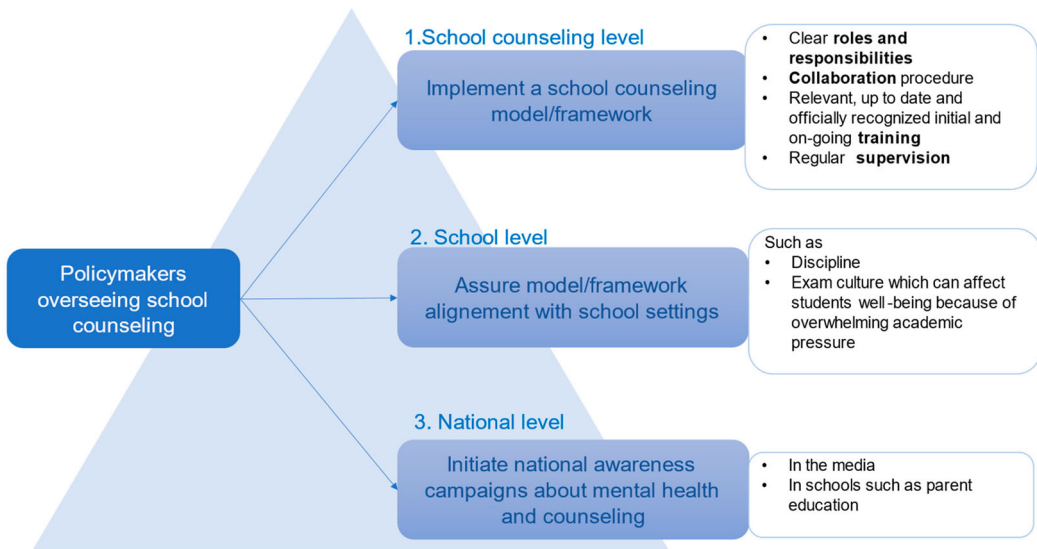 1.School counseling level
Implement a school counseling
model/framework
• Clear roles and
responsibilities
• Collaboration procedure
• Relevant, up to date and
officially recognized initial and
on-going training
• Regular supervision
Policymakers
overseeing school
counseling
2. School level
Assure model/framework
alignement with school settings
Such as
• Discipline
• Exam culture which can affect
students well-being because of
overwhelming academic
pressure
3. National level
Initiate national awareness
campaigns about mental health
and counseling
• In the media
• In schools such as parent
education